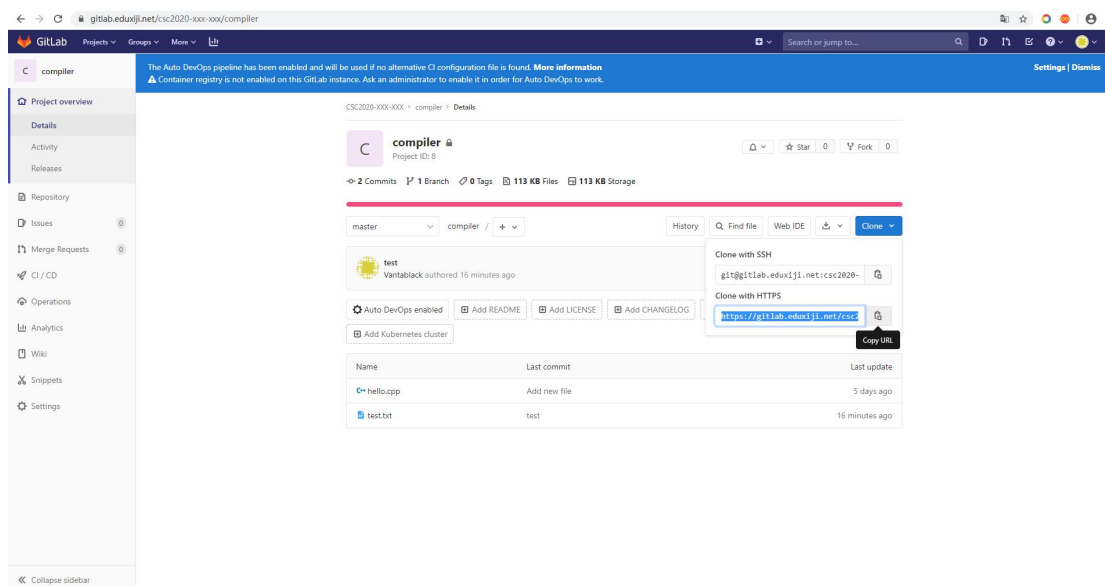 gitlab.eduxiji.net/csc2020-xxx-xxx/compiler
GitLab Projects Groups More Search or jump to...
C compiler
The Auto DevOps pipeline has been enabled and will be used if no alternative CI configuration file is found. More information
Container registry is not enabled on this GitLab instance. Ask an administrator to enable it in order for Auto DevOps to work.
Settings | Dismiss
Project overview
Details
Activity
Releases
Repository
Issues 0
Merge Requests 0
CI / CD
Operations
Analytics
Wiki
Snippets
Settings
Collapse sidebar
CSC2020-XXX-XXX > compiler > Details
C compiler
Project ID: 8
Star 0 Fork 0
2 Commits 1 Branch 0 Tags 113 KB Files 113 KB Storage
master compiler / + History Find file Web IDE Clone
test
Vantablack authored 16 minutes ago
Clone with SSH
git@gitlab.eduxiji.net:csc2020-
Clone with HTTPS
https://gitlab.eduxiji.net/csc2
Copy URL
Auto DevOps enabled Add README Add LICENSE Add CHANGELOG
Add Kubernetes cluster
Name Last commit Last update
hello.cpp Add new file 5 days ago
test.txt test 16 minutes ago